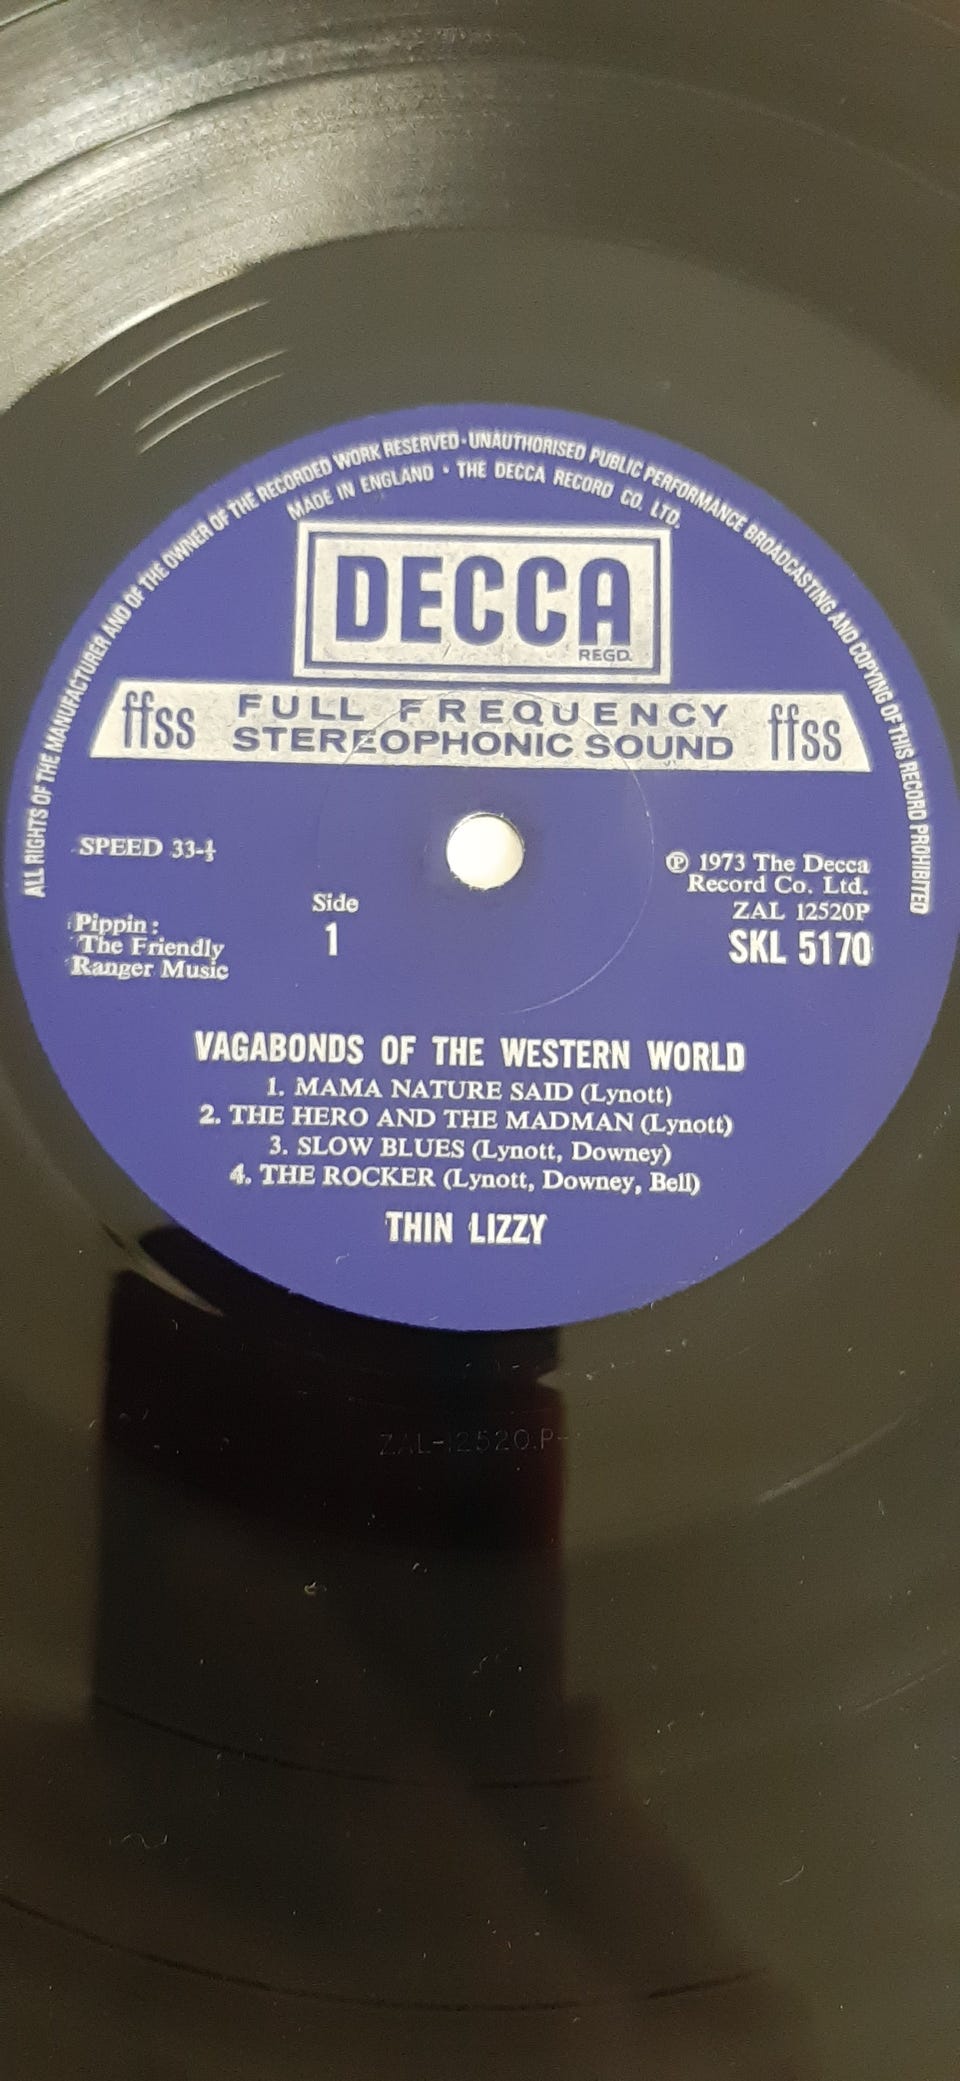 ALL RIGHTS OF THE MANUFACTURER AND OF THE OWNER OF THE RECORDED WORK RESERVED · UNAUTHORISED PUBLIC PERFORMANCE BROADCASTING AND COPYING OF THIS RECORD PROHIBITED
MADE IN ENGLAND · THE DECCA RECORD CO. LTD.
DECCA
REGD.
ffss FULL FREQUENCY STEREOPHONIC SOUND ffss
SPEED 33-⅓
Pippin:
The Friendly
Ranger Music
Side
1
℗ 1973 The Decca
Record Co. Ltd.
ZAL 12520P
SKL 5170
VAGABONDS OF THE WESTERN WORLD
1. MAMA NATURE SAID (Lynott)
2. THE HERO AND THE MADMAN (Lynott)
3. SLOW BLUES (Lynott, Downey)
4. THE ROCKER (Lynott, Downey, Bell)
THIN LIZZY
ZAL-12520.P-